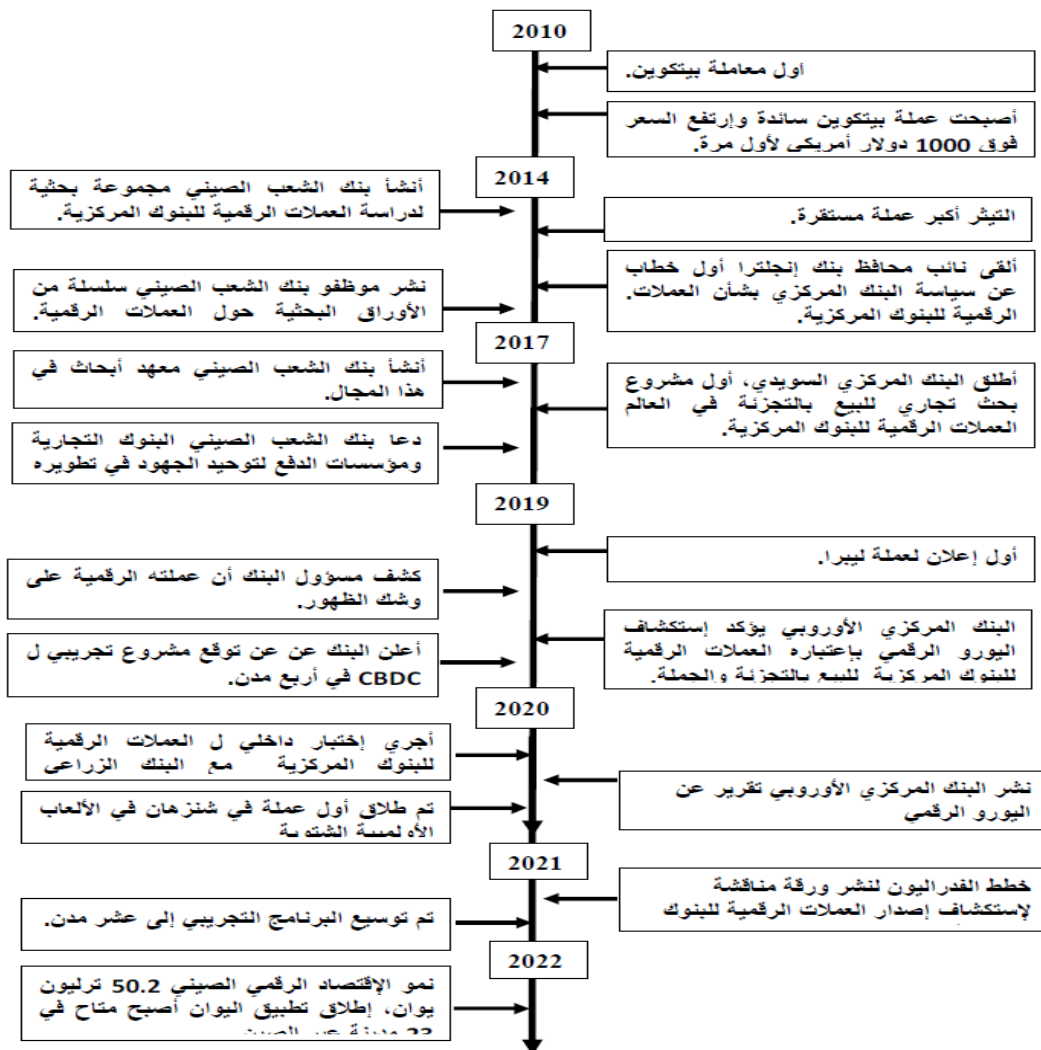 2010
أول معاملة بيتكوين.
أصبحت عملة بيتكوين سائدة وإرتفع السعر
فوق 1000 دولار أمريكي لأول مرة.
2014
أنشأ بنك الشعب الصيني مجموعة بحثية
لدراسة العملات الرقمية للبنوك المركزية.
التيثر أكبر عملة مستقرة.
ألقى نائب محافظ بنك إنجلترا أول خطاب
عن سياسة البنك المركزي بشأن العملات.
الرقمية للبنوك المركزية.
نشر موظفو بنك الشعب الصيني سلسلة من
الأوراق البحثية حول العملات الرقمية.
2017
أنشأ بنك الشعب الصيني معهد أبحاث في
هذا المجال.
أطلق البنك المركزي السويدي، أول مشروع
بحث تجاري للبيع بالتجزئة في العالم
العملات الرقمية للبنوك المركزية.
دعا بنك الشعب الصيني البنوك التجارية
ومؤسسات الدفع لتوحيد الجهود في تطويره
2019
أول إعلان لعملة ليبرا.
كشف مسؤول البنك أن عملته الرقمية على
وشك الظهور.
البنك المركزي الأوروبي يؤكد إستكشاف
اليورو الرقمي بإعتباره العملات الرقمية
للبنوك المركزية للبيع بالتجزئة والجملة.
أعلن البنك عن عن توقع مشروع تجريبي ل
CBDC في أربع مدن.
2020
أجري إختبار داخلي ل العملات الرقمية
للبنوك المركزية مع البنك الزراعي
نشر البنك المركزي الأوروبي تقرير عن
اليورو الرقمي
تم طلاق أول عملة في شنزهان في الألعاب
الأولمبية الشتوية
2021
خطط الفدراليون لنشر ورقة مناقشة
لإستكشاف إصدار العملات الرقمية للبنوك
تم توسيع البرنامج التجريبي إلى عشر مدن.
2022
نمو الإقتصاد الرقمي الصيني 50.2 ترليون
يوان، إطلاق تطبيق اليوان أصبح متاح في
23 مدينة عبر الصين